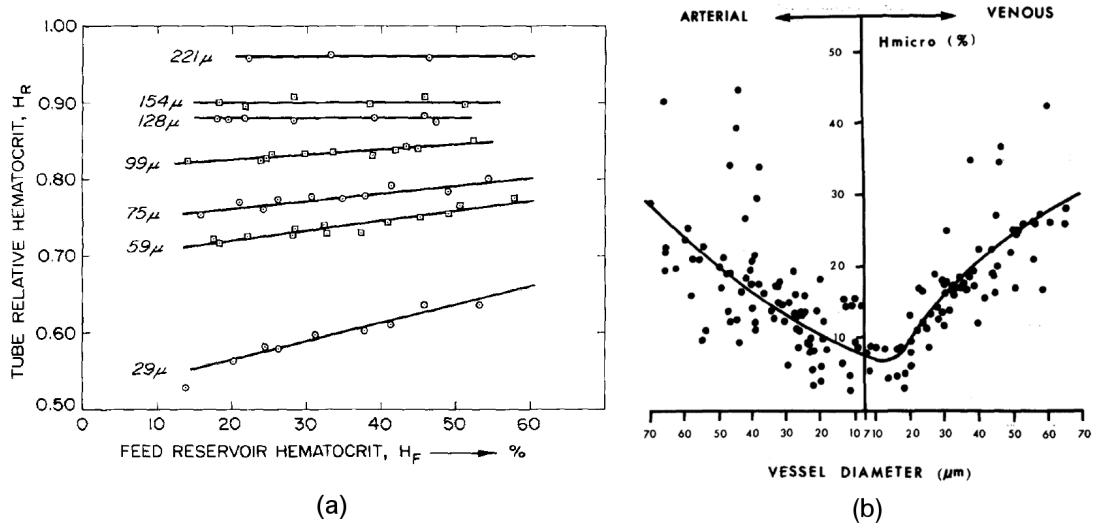 TUBE RELATIVE HEMATOCRIT, H_R
1.00
0.90
0.80
0.70
0.60
0.50
221μ
154μ
128μ
99μ
75μ
59μ
29μ
0 10 20 30 40 50 60
FEED RESERVOIR HEMATOCRIT, H_F → %
(a)
ARTERIAL VENOUS
Hmicro (%)
50
40
30
20
10
70 60 50 40 30 20 10 7 10 20 30 40 50 60 70
VESSEL DIAMETER (μm)
(b)